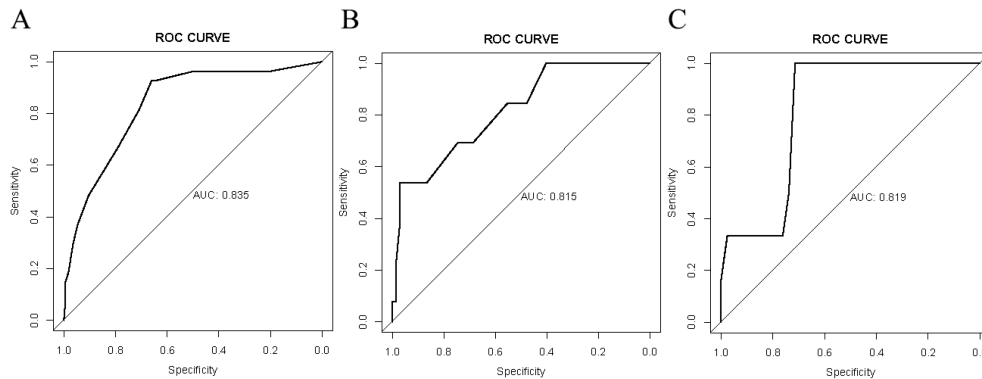 A
ROC CURVE
Sensitivity
0.0 0.2 0.4 0.6 0.8 1.0
AUC: 0.835
1.0 0.8 0.6 0.4 0.2 0.0
Specificity
B
ROC CURVE
Sensitivity
0.0 0.2 0.4 0.6 0.8 1.0
AUC: 0.815
1.0 0.8 0.6 0.4 0.2 0.0
Specificity
C
ROC CURVE
Sensitivity
0.0 0.2 0.4 0.6 0.8 1.0
AUC: 0.819
1.0 0.8 0.6 0.4 0.2
Specificity